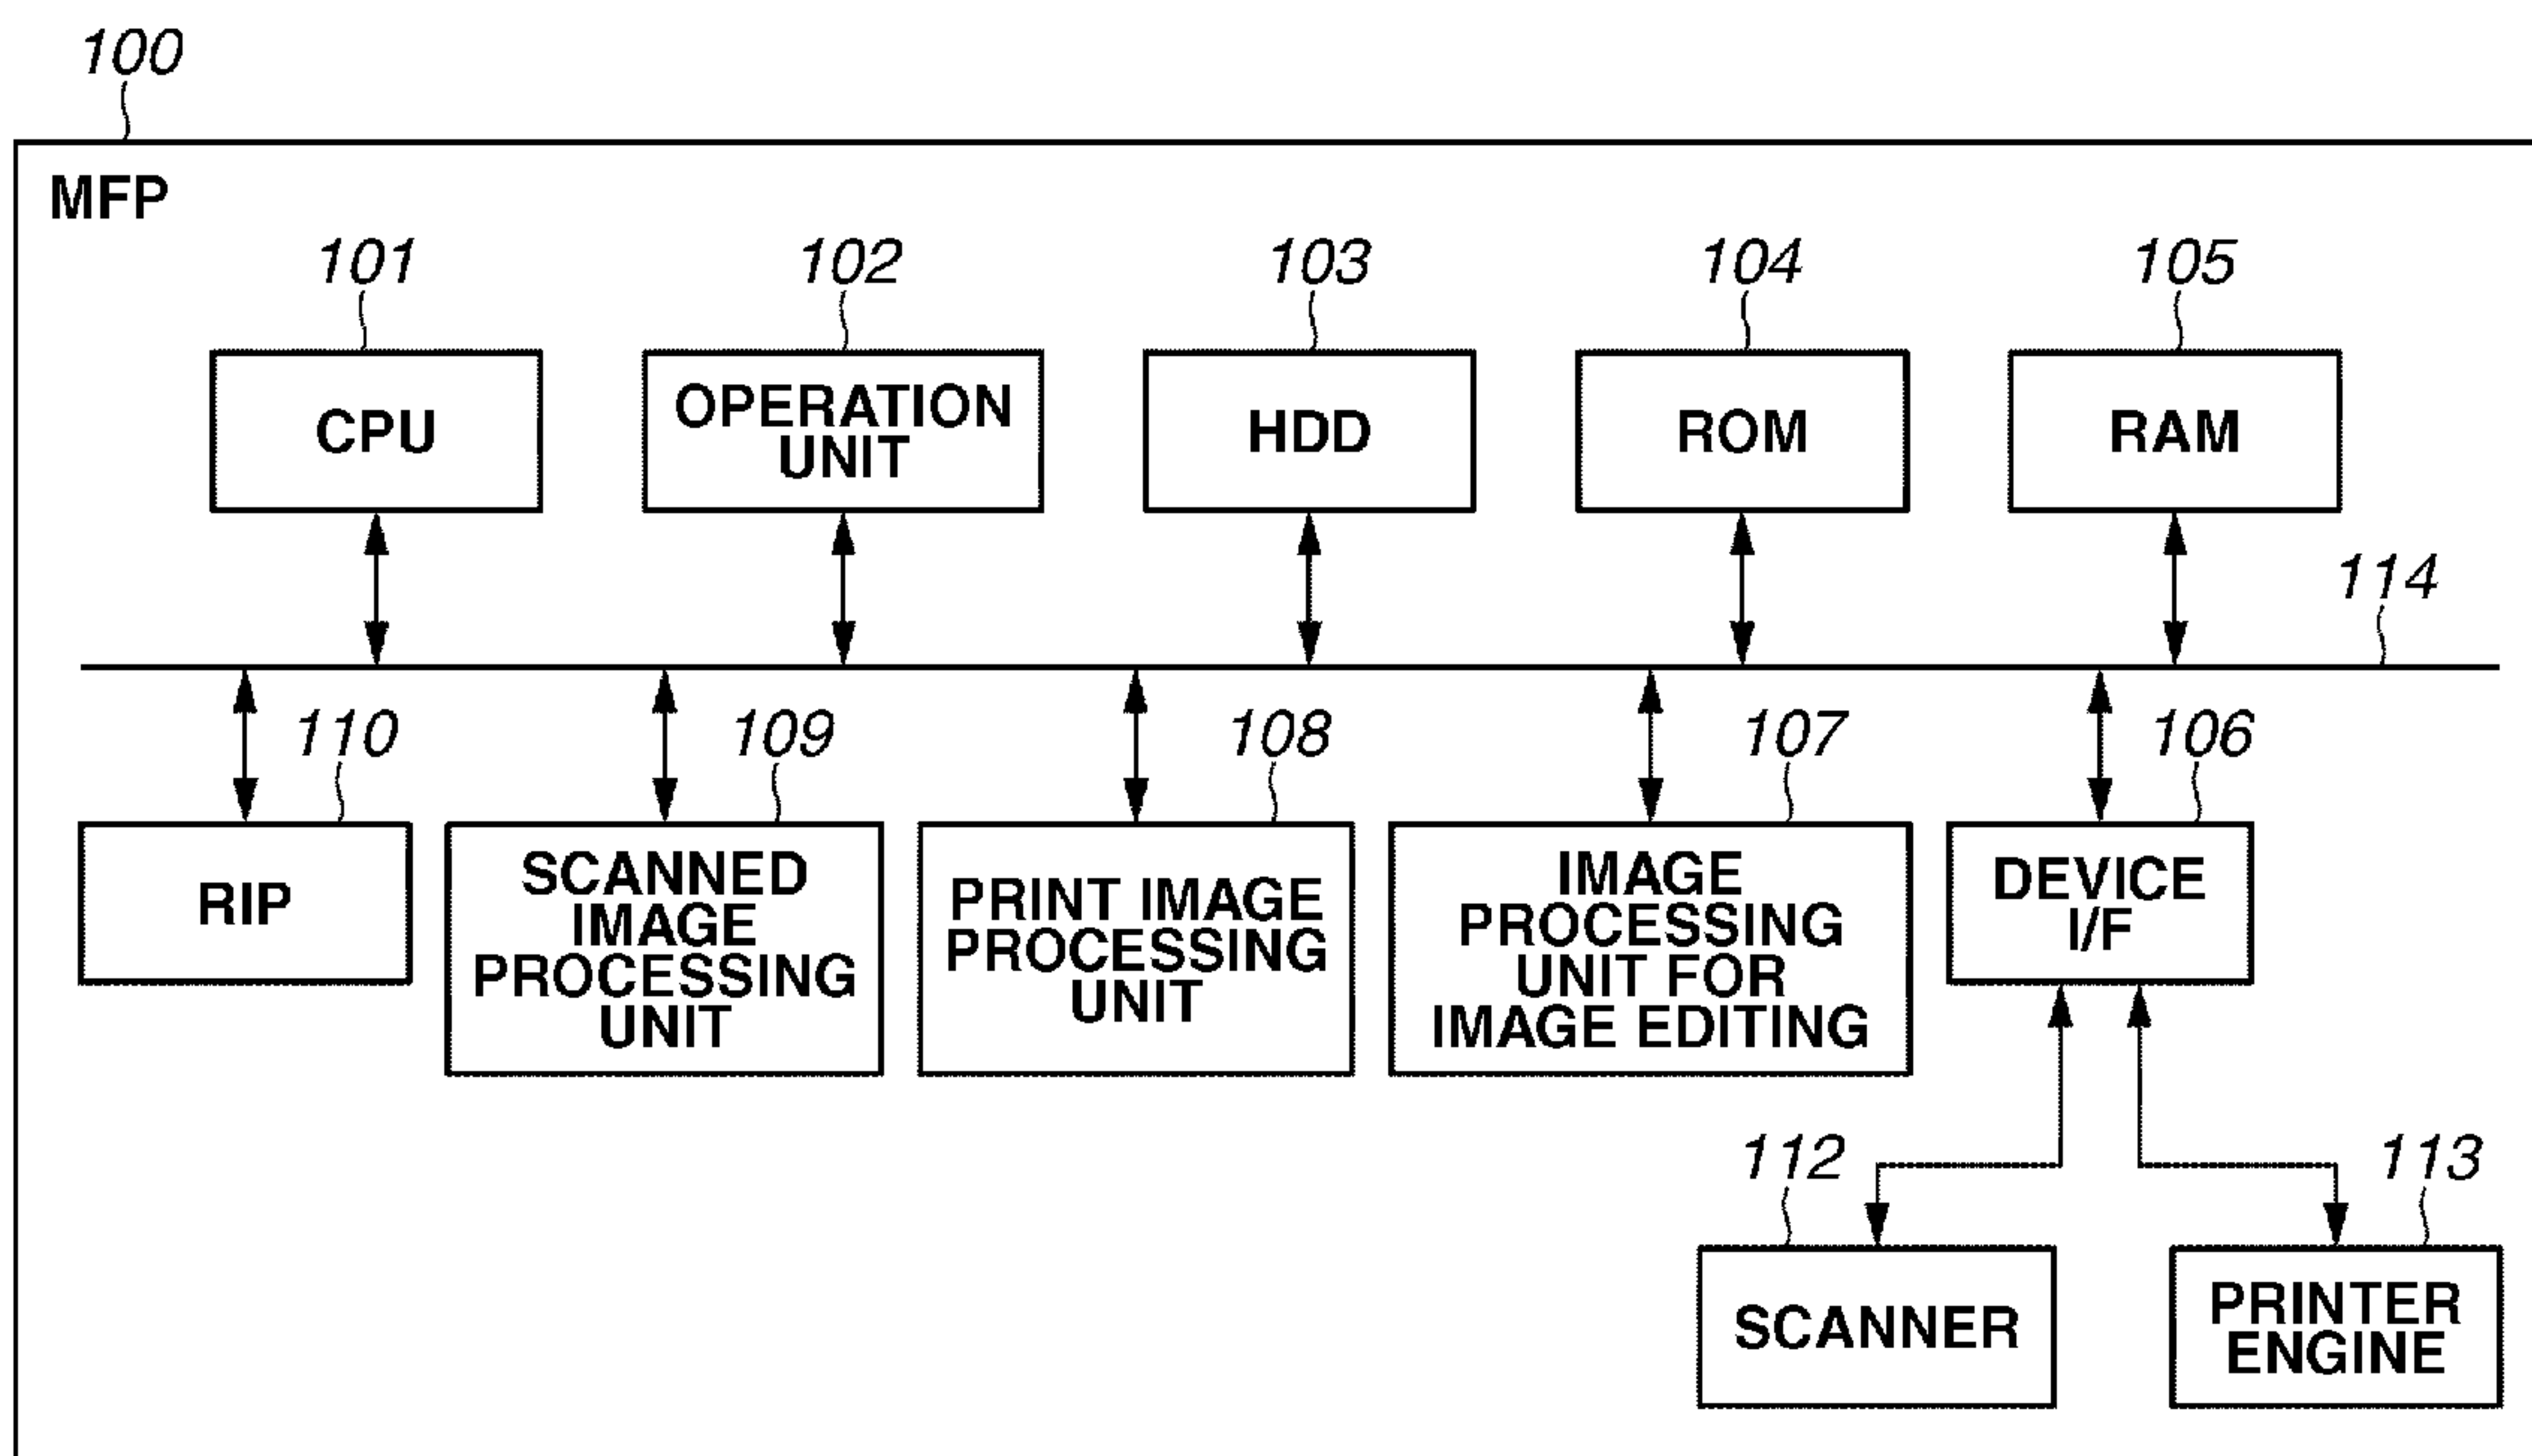 100
MFP
101
102
103
104
105
CPU
OPERATION
UNIT
HDD
ROM
RAM
114
110
109
108
107
106
RIP
SCANNED
IMAGE
PROCESSING
UNIT
PRINT IMAGE
PROCESSING
UNIT
IMAGE
PROCESSING
UNIT FOR
IMAGE EDITING
DEVICE
I/F
112
113
SCANNER
PRINTER
ENGINE